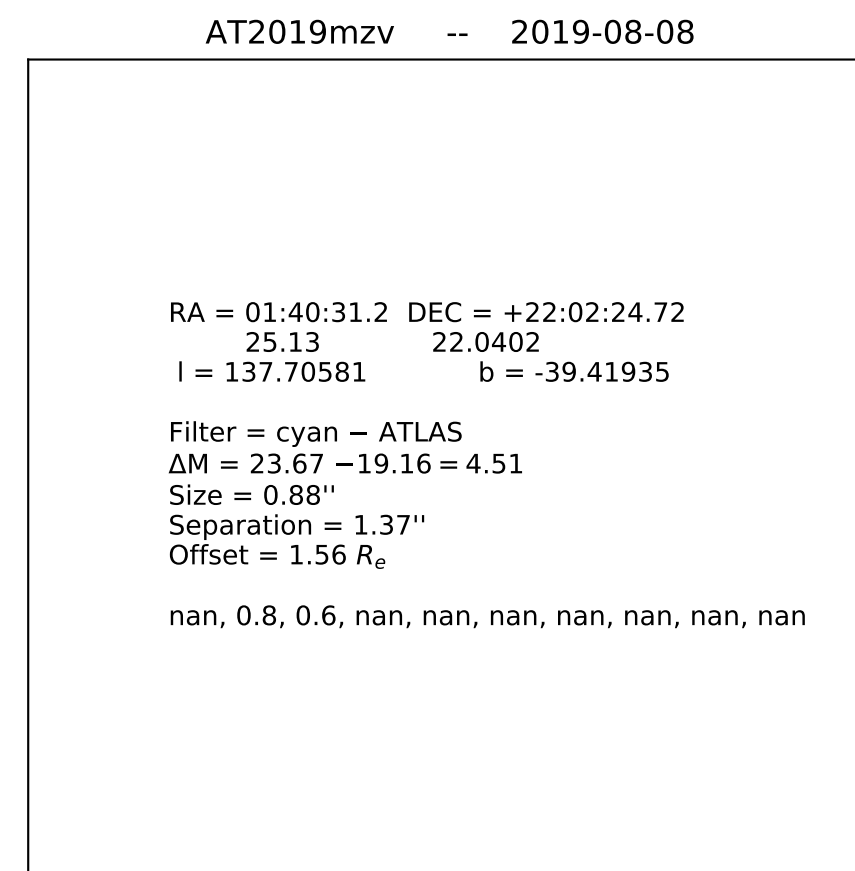 AT2019mzv -- 2019-08-08
RA = 01:40:31.2 DEC = +22:02:24.72
25.13 22.0402
l = 137.70581 b = -39.41935
Filter = cyan − ATLAS
ΔM = 23.67 −19.16 = 4.51
Size = 0.88''
Separation = 1.37''
Offset = 1.56 Rₑ
nan, 0.8, 0.6, nan, nan, nan, nan, nan, nan, nan